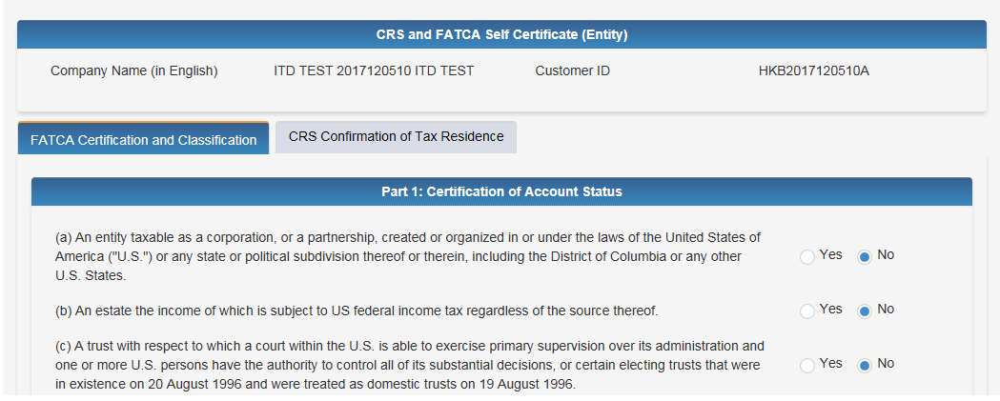 CRS and FATCA Self Certificate (Entity)
Company Name (in English) ITD TEST 2017120510 ITD TEST Customer ID HKB2017120510A
FATCA Certification and Classification CRS Confirmation of Tax Residence
Part 1: Certification of Account Status
(a) An entity taxable as a corporation, or a partnership, created or organized in or under the laws of the United States of
America ("U.S.") or any state or political subdivision thereof or therein, including the District of Columbia or any other
U.S. States.
Yes No
(b) An estate the income of which is subject to US federal income tax regardless of the source thereof.
Yes No
(c) A trust with respect to which a court within the U.S. is able to exercise primary supervision over its administration and
one or more U.S. persons have the authority to control all of its substantial decisions, or certain electing trusts that were
in existence on 20 August 1996 and were treated as domestic trusts on 19 August 1996.
Yes No